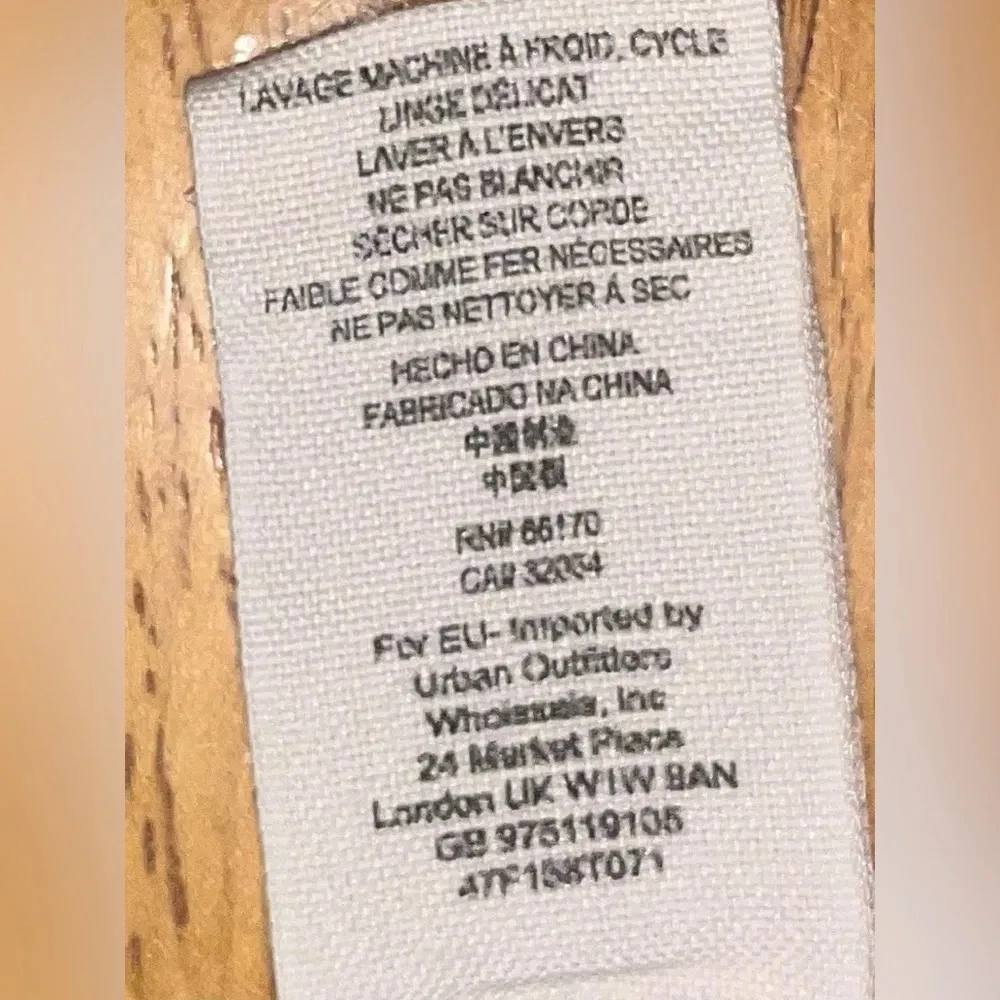 LAVAGE MACHINE À FROID, CYCLE
LINGE DÉLICAT
LAVER À L'ENVERS
NE PAS BLANCHIR
SÉCHER SUR CORDE
FAIBLE COMME FER NÉCESSAIRES
NE PAS NETTOYER À SEC
HECHO EN CHINA
FABRICADO NA CHINA
中國制造
中国製
RN# 66170
CA# 32054
For EU- Imported by
Urban Outfitters
Wholesale, Inc
24 Market Place
London UK W1W 8AN
GB 975119105